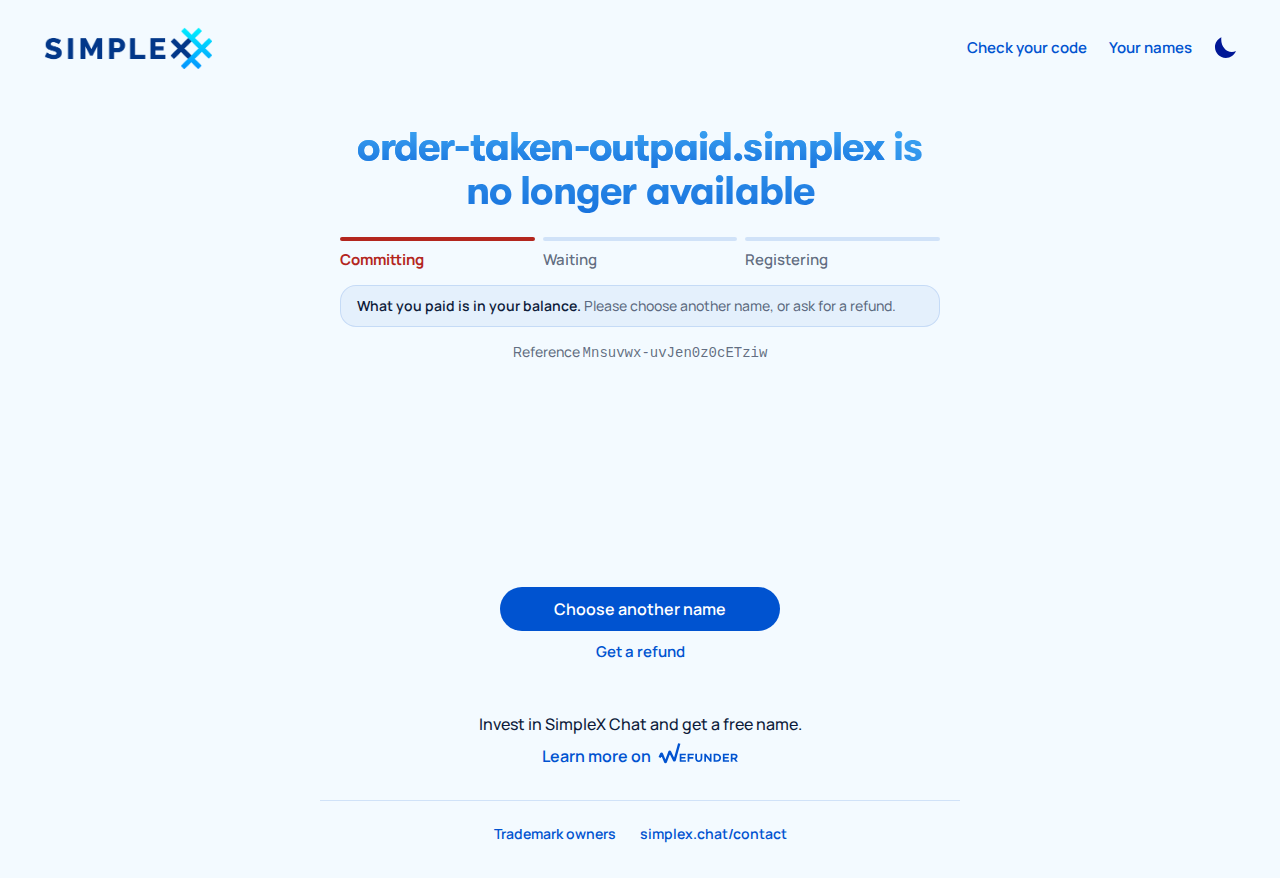 SIMPLEX
Check your code
Your names
order-taken-outpaid.simplex is
no longer available
Committing
Waiting
Registering
What you paid is in your balance. Please choose another name, or ask for a refund.
Reference Mnsuvwx-uvJen0z0cETziw
Choose another name
Get a refund
Invest in SimpleX Chat and get a free name.
Learn more on WEFUNDER
Trademark owners
simplex.chat/contact